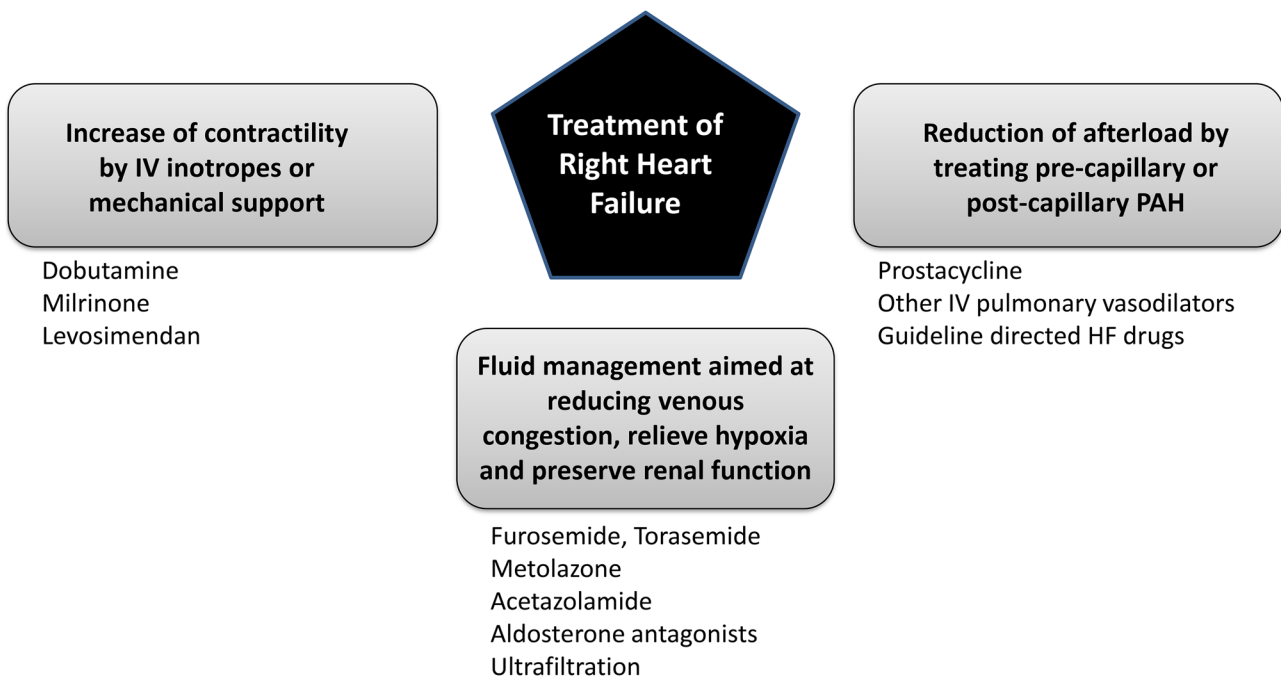 Treatment of
Right Heart
Failure
Increase of contractility
by IV inotropes or
mechanical support
Dobutamine
Milrinone
Levosimendan
Reduction of afterload by
treating pre-capillary or
post-capillary PAH
Prostacycline
Other IV pulmonary vasodilators
Guideline directed HF drugs
Fluid management aimed at
reducing venous
congestion, relieve hypoxia
and preserve renal function
Furosemide, Torasemide
Metolazone
Acetazolamide
Aldosterone antagonists
Ultrafiltration